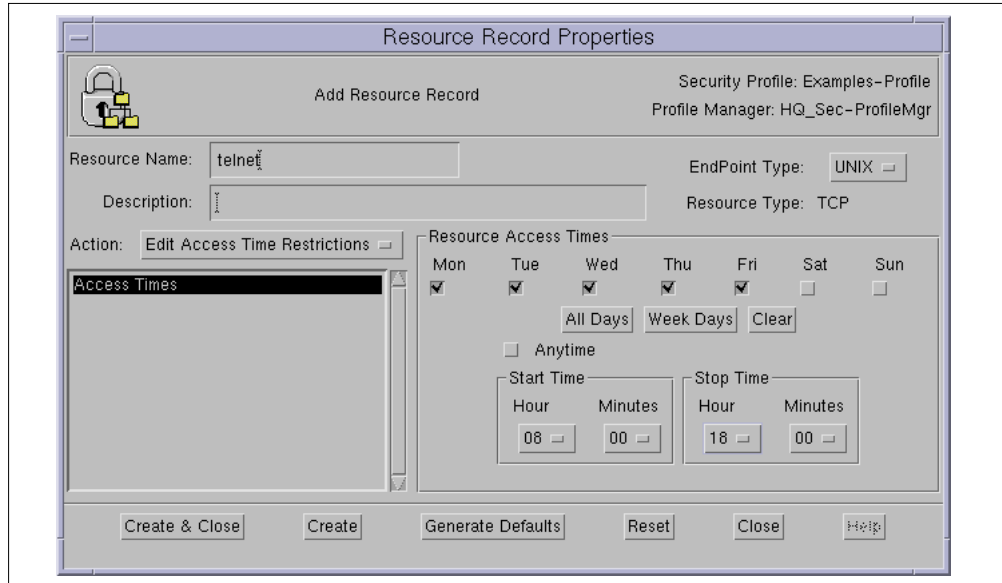 Resource Record Properties
Add Resource Record
Security Profile: Examples-Profile
Profile Manager: HQ_Sec-ProfileMgr
Resource Name: telnet
EndPoint Type: UNIX
Description:
Resource Type: TCP
Action: Edit Access Time Restrictions
Access Times
Resource Access Times
Mon Tue Wed Thu Fri Sat Sun
All Days Week Days Clear
Anytime
Start Time Stop Time
Hour Minutes Hour Minutes
08 00 18 00
Create & Close Create Generate Defaults Reset Close Help